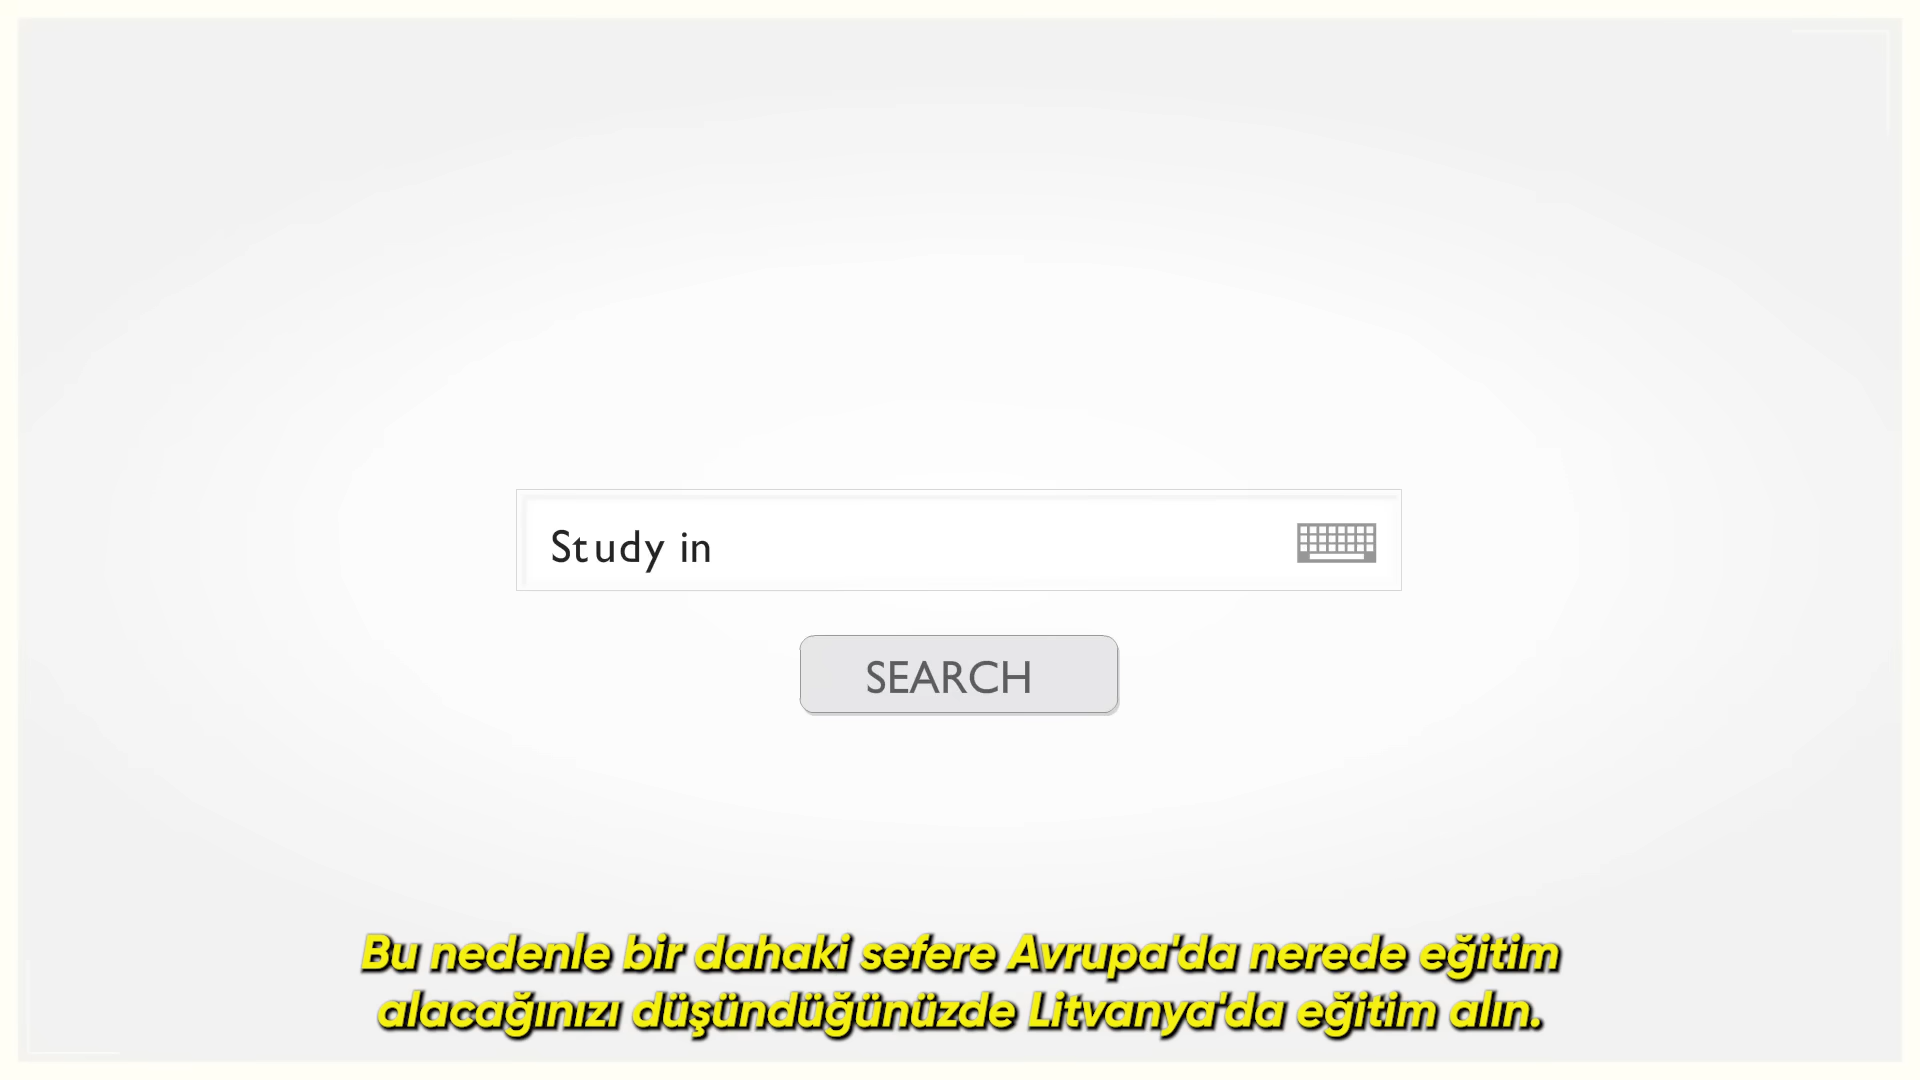 Study in
SEARCH
Bu nedenle bir dahaki sefere Avrupa'da nerede eğitim
alacağınızı düşündüğünüzde Litvanya'da eğitim alın.